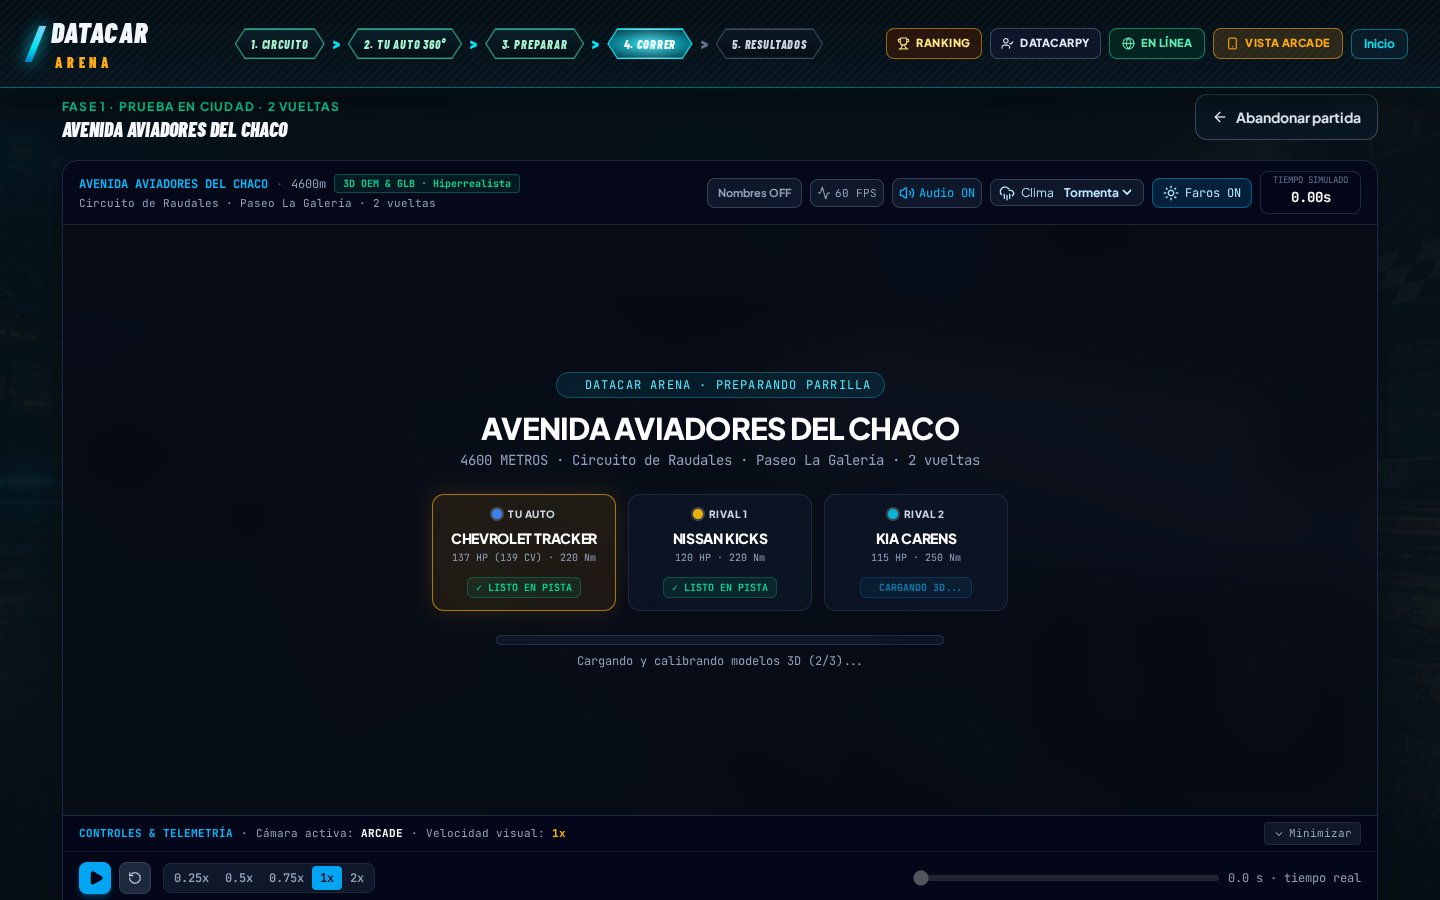 DATACAR
ARENA
1. CIRCUITO > 2. TU AUTO 360° > 3. PREPARAR > 4. CORRER > 5. RESULTADOS
RANKING
DATACARPY
EN LÍNEA
VISTA ARCADE
Inicio
FASE 1 · PRUEBA EN CIUDAD · 2 VUELTAS
AVENIDA AVIADORES DEL CHACO
Abandonar partida
AVENIDA AVIADORES DEL CHACO · 4600m 3D OEM & GLB · Hiperrealista
Circuito de Raudales · Paseo La Galería · 2 vueltas
Nombres OFF
60 FPS
Audio ON
Clima Tormenta
Faros ON
TIEMPO SIMULADO
0.00s
DATACAR ARENA · PREPARANDO PARRILLA
AVENIDA AVIADORES DEL CHACO
4600 METROS · Circuito de Raudales · Paseo La Galería · 2 vueltas
TU AUTO
CHEVROLET TRACKER
137 HP (139 CV) · 220 Nm
✓ LISTO EN PISTA
RIVAL 1
NISSAN KICKS
120 HP · 220 Nm
✓ LISTO EN PISTA
RIVAL 2
KIA CARENS
115 HP · 250 Nm
CARGANDO 3D...
Cargando y calibrando modelos 3D (2/3)...
CONTROLES & TELEMETRÍA · Cámara activa: ARCADE · Velocidad visual: 1x
Minimizar
0.25x 0.5x 0.75x 1x 2x
0.0 s · tiempo real